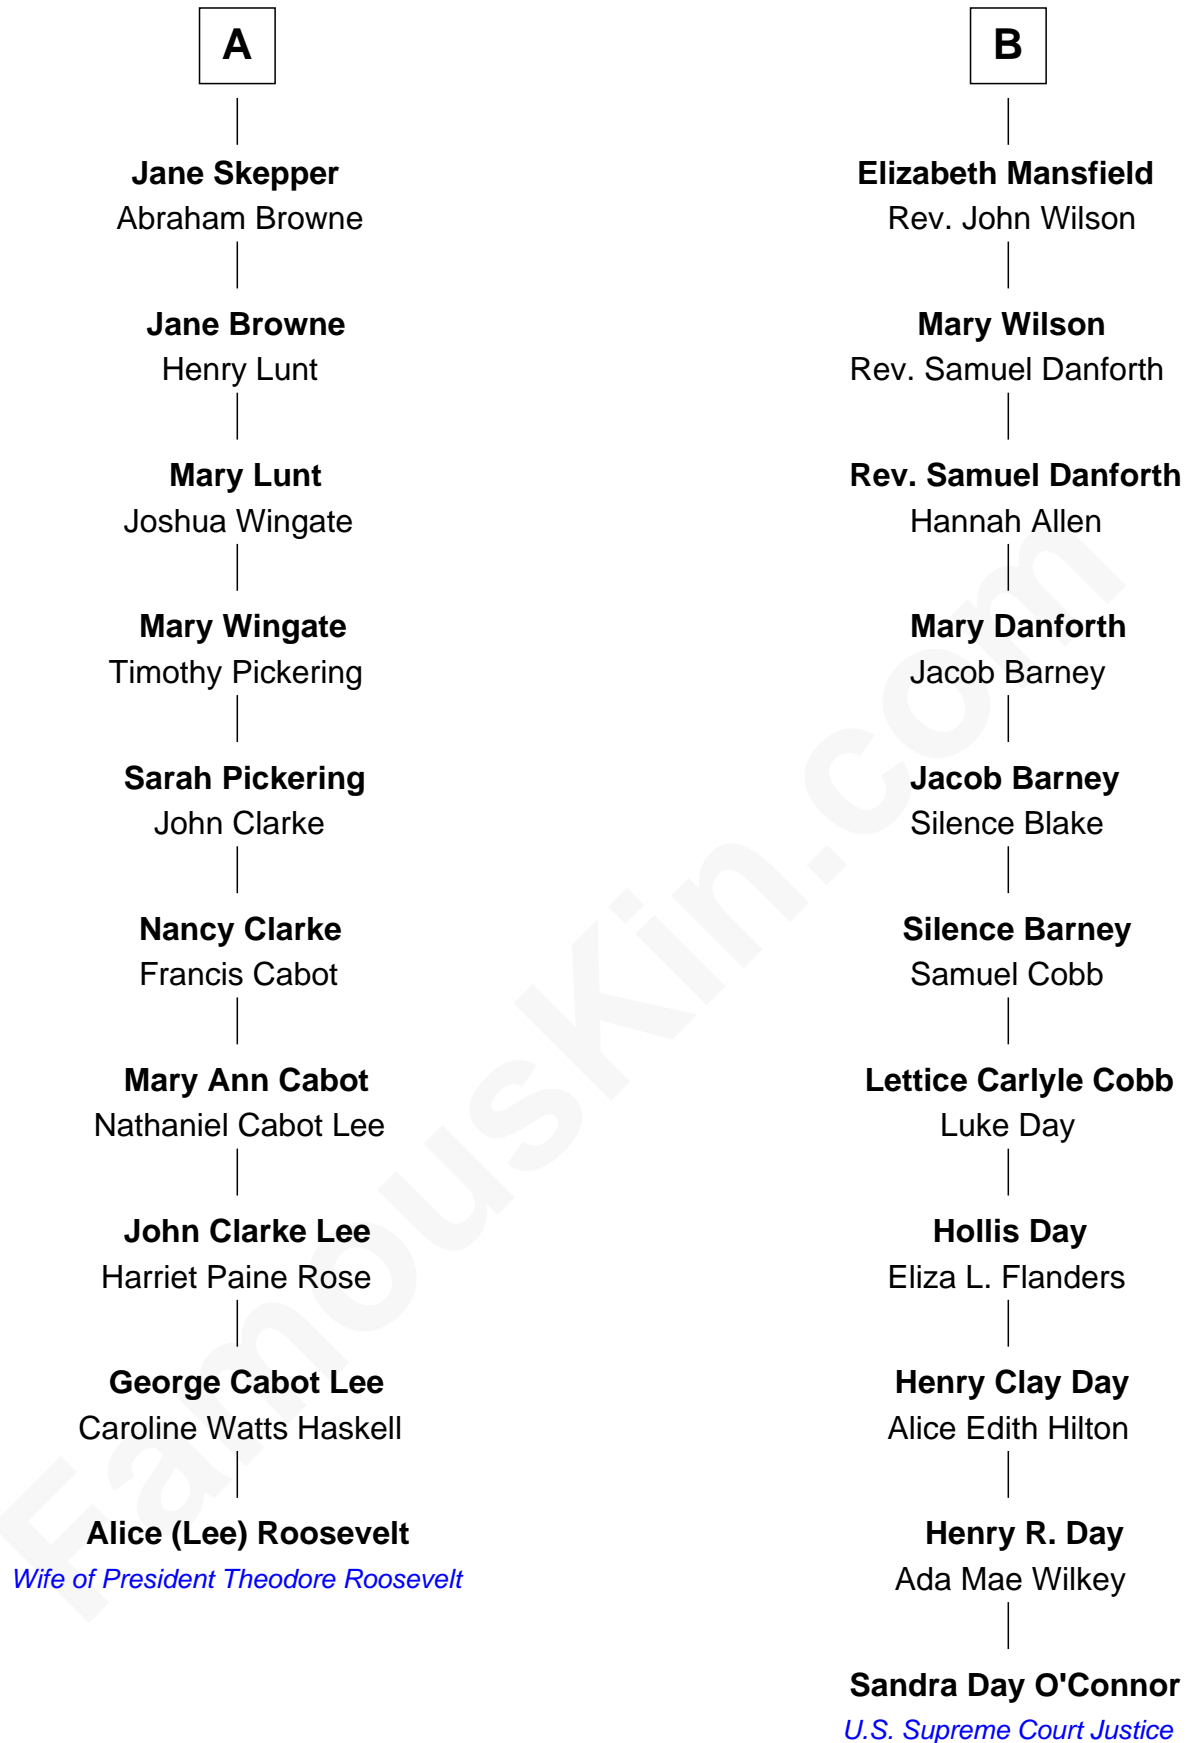 A
Jane Skepper
Abraham Browne
Jane Browne
Henry Lunt
Mary Lunt
Joshua Wingate
Mary Wingate
Timothy Pickering
Sarah Pickering
John Clarke
Nancy Clarke
Francis Cabot
Mary Ann Cabot
Nathaniel Cabot Lee
John Clarke Lee
Harriet Paine Rose
George Cabot Lee
Caroline Watts Haskell
Alice (Lee) Roosevelt
Wife of President Theodore Roosevelt
B
Elizabeth Mansfield
Rev. John Wilson
Mary Wilson
Rev. Samuel Danforth
Rev. Samuel Danforth
Hannah Allen
Mary Danforth
Jacob Barney
Jacob Barney
Silence Blake
Silence Barney
Samuel Cobb
Lettice Carlyle Cobb
Luke Day
Hollis Day
Eliza L. Flanders
Henry Clay Day
Alice Edith Hilton
Henry R. Day
Ada Mae Wilkey
Sandra Day O'Connor
U.S. Supreme Court Justice
FamousKin.com